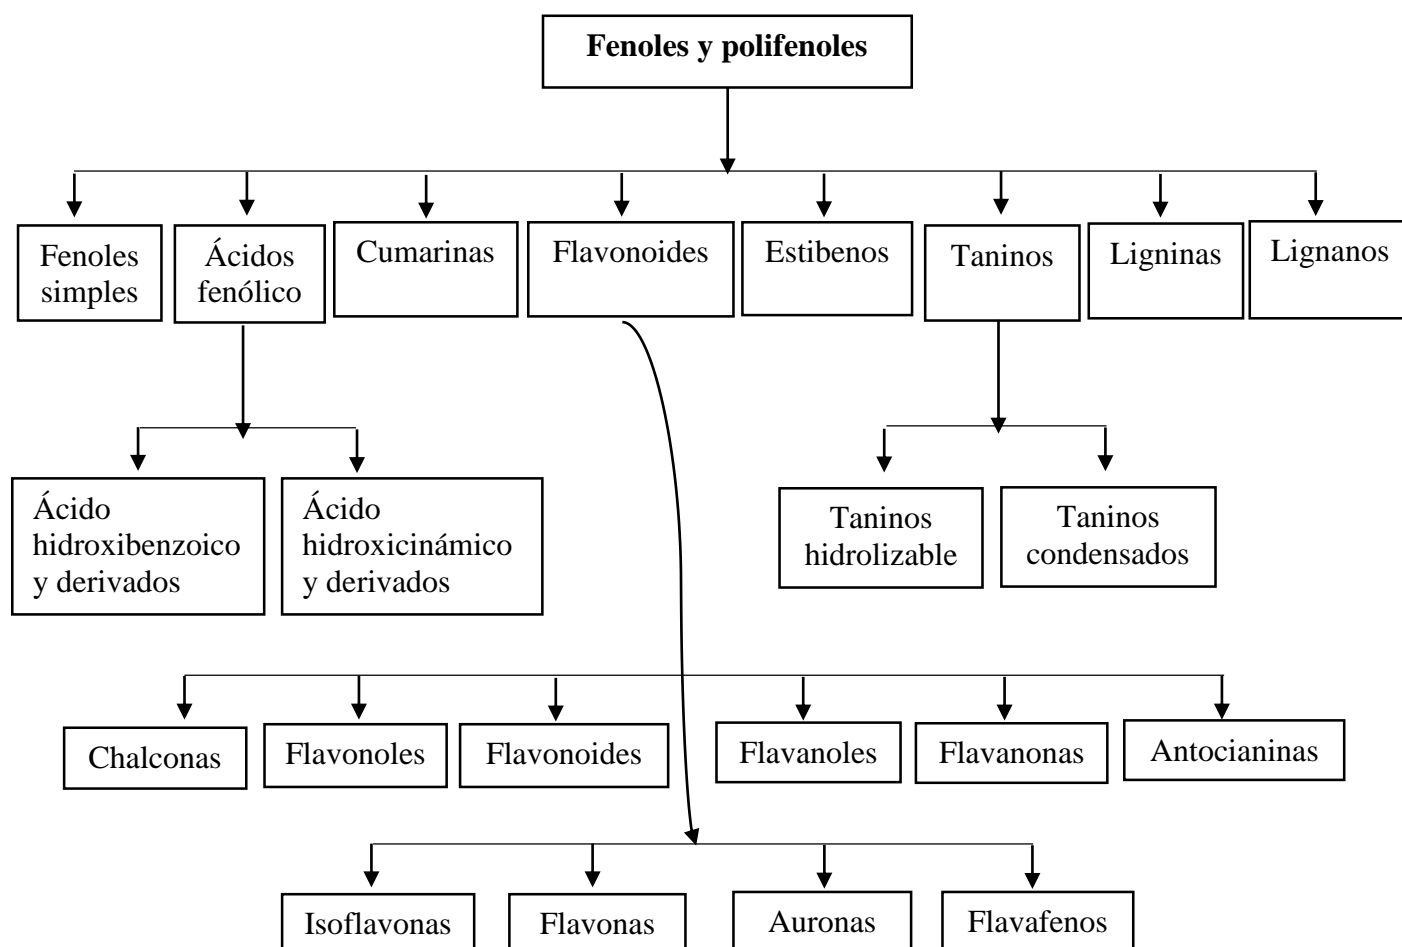 Fenoles y polifenoles
Fenoles
simples
Ácidos
fenólico
Cumarinas
Flavonoides
Estibenos
Taninos
Ligninas
Lignanos
Ácido
hidroxibenzoico
y derivados
Ácido
hidroxicinámico
y derivados
Taninos
hidrolizable
Taninos
condensados
Chalconas
Flavonoles
Flavonoides
Flavanoles
Flavanonas
Antocianinas
Isoflavonas
Flavonas
Auronas
Flavafenos